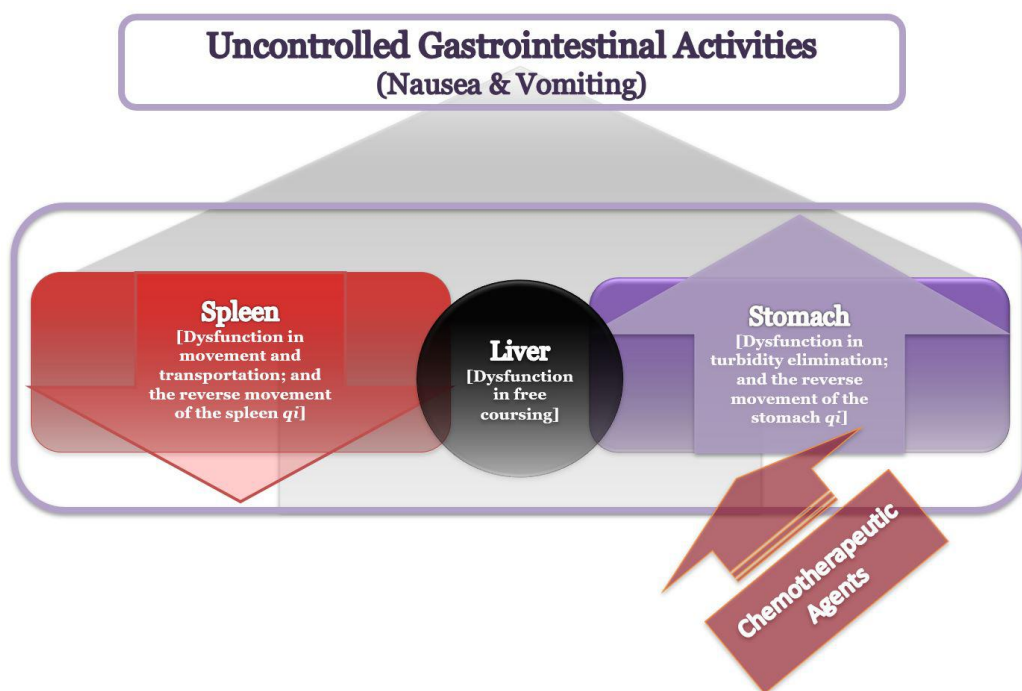 Uncontrolled Gastrointestinal Activities
(Nausea & Vomiting)
Spleen
[Dysfunction in
movement and
transportation; and
the reverse movement
of the spleen qi]
Liver
[Dysfunction
in free
coursing]
Stomach
[Dysfunction in
turbidity elimination;
and the reverse
movement of the
stomach qi]
Chemotherapeutic
Agents